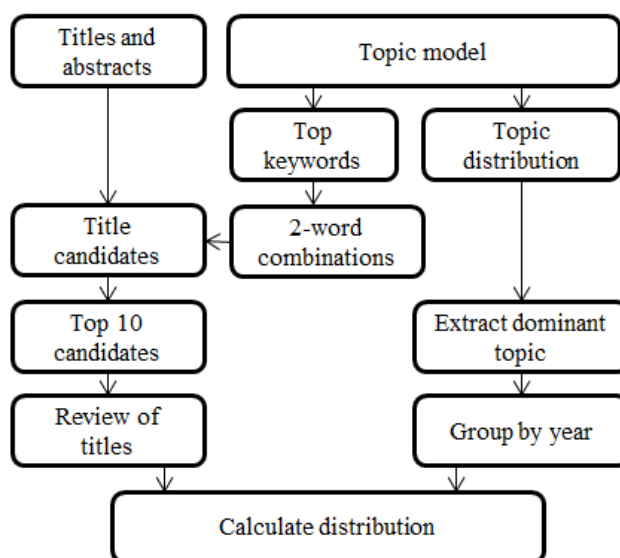 Titles and
abstracts
Topic model
Top
keywords
Topic
distribution
Title
candidates
2-word
combinations
Top 10
candidates
Extract dominant
topic
Review of
titles
Group by year
Calculate distribution